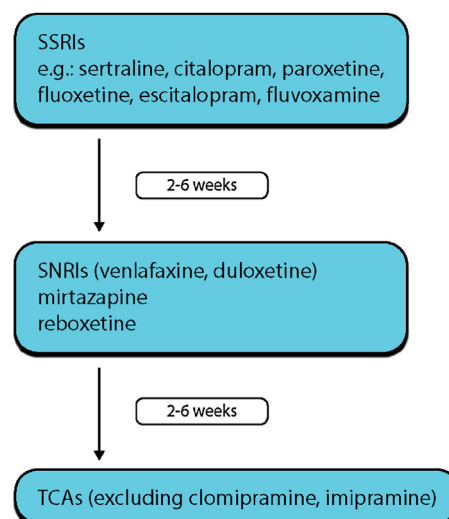 SSRIs
e.g.: sertraline, citalopram, paroxetine,
fluoxetine, escitalopram, fluvoxamine
2-6 weeks
SNRIs (venlafaxine, duloxetine)
mirtazapine
reboxetine
2-6 weeks
TCAs (excluding clomipramine, imipramine)